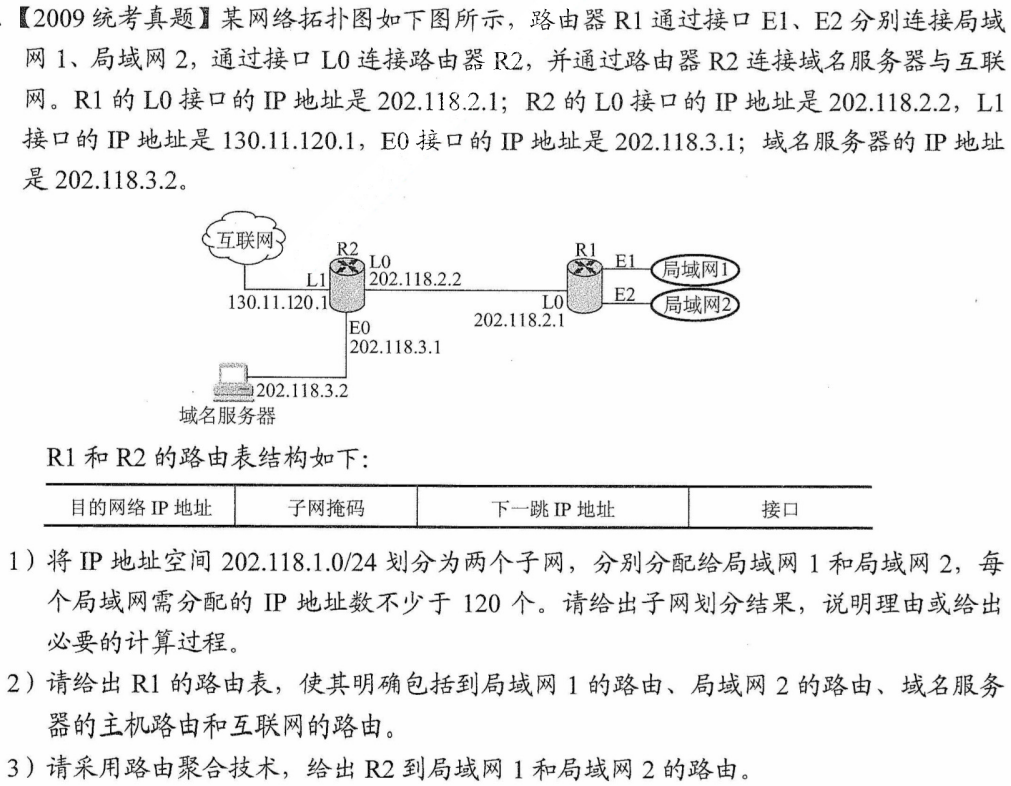 【2009 统考真题】某网络拓扑图如下图所示，路由器 R1 通过接口 E1、E2 分别连接局域
网 1、局域网 2，通过接口 L0 连接路由器 R2，并通过路由器 R2 连接域名服务器与互联
网。R1 的 L0 接口的 IP 地址是 202.118.2.1；R2 的 L0 接口的 IP 地址是 202.118.2.2，L1
接口的 IP 地址是 130.11.120.1，E0 接口的 IP 地址是 202.118.3.1；域名服务器的 IP 地址
是 202.118.3.2。
互联网
R2
L0
202.118.2.2
L1
130.11.120.1
E0
202.118.3.1
R1
E1
局域网1
E2
局域网2
L0
202.118.2.1
202.118.3.2
域名服务器
R1 和 R2 的路由表结构如下：
目的网络 IP 地址 子网掩码 下一跳 IP 地址 接口
1）将 IP 地址空间 202.118.1.0/24 划分为两个子网，分别分配给局域网 1 和局域网 2，每
个局域网需分配的 IP 地址数不少于 120 个。请给出子网划分结果，说明理由或给出
必要的计算过程。
2）请给出 R1 的路由表，使其明确包括到局域网 1 的路由、局域网 2 的路由、域名服务
器的主机路由和互联网的路由。
3）请采用路由聚合技术，给出 R2 到局域网 1 和局域网 2 的路由。